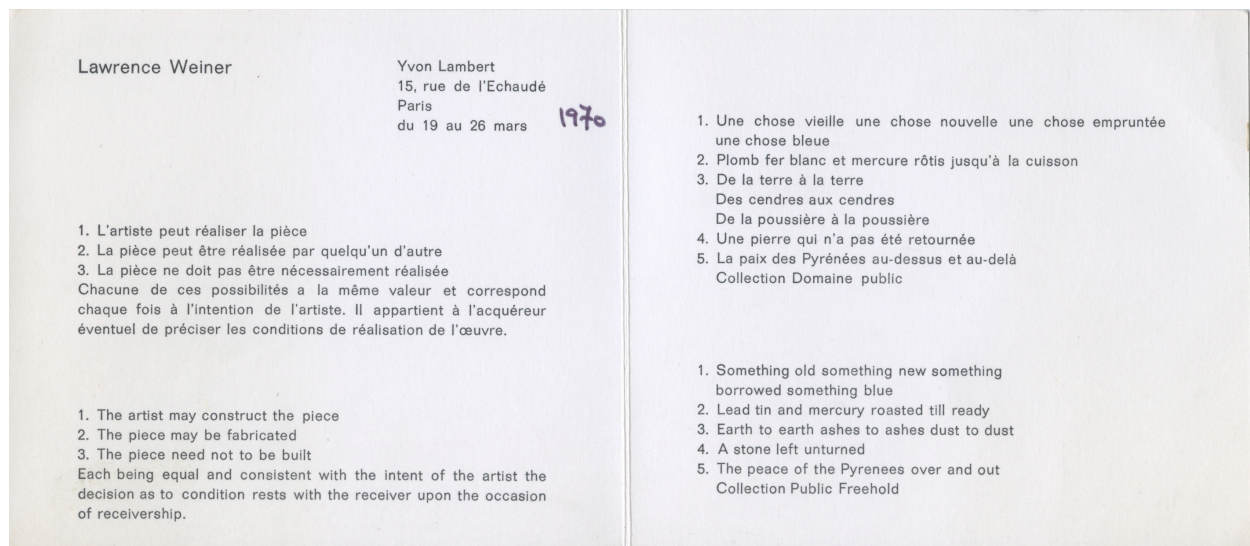 Lawrence Weiner
Yvon Lambert
15, rue de l'Echaudé
Paris
du 19 au 26 mars 1970
1. L'artiste peut réaliser la pièce
2. La pièce peut être réalisée par quelqu'un d'autre
3. La pièce ne doit pas être nécessairement réalisée
Chacune de ces possibilités a la même valeur et correspond
chaque fois à l'intention de l'artiste. Il appartient à l'acquéreur
éventuel de préciser les conditions de réalisation de l'œuvre.
1. The artist may construct the piece
2. The piece may be fabricated
3. The piece need not to be built
Each being equal and consistent with the intent of the artist the
decision as to condition rests with the receiver upon the occasion
of receivership.
1. Une chose vieille une chose nouvelle une chose empruntée
une chose bleue
2. Plomb fer blanc et mercure rôtis jusqu'à la cuisson
3. De la terre à la terre
Des cendres aux cendres
De la poussière à la poussière
4. Une pierre qui n'a pas été retournée
5. La paix des Pyrénées au-dessus et au-delà
Collection Domaine public
1. Something old something new something
borrowed something blue
2. Lead tin and mercury roasted till ready
3. Earth to earth ashes to ashes dust to dust
4. A stone left unturned
5. The peace of the Pyrenees over and out
Collection Public Freehold